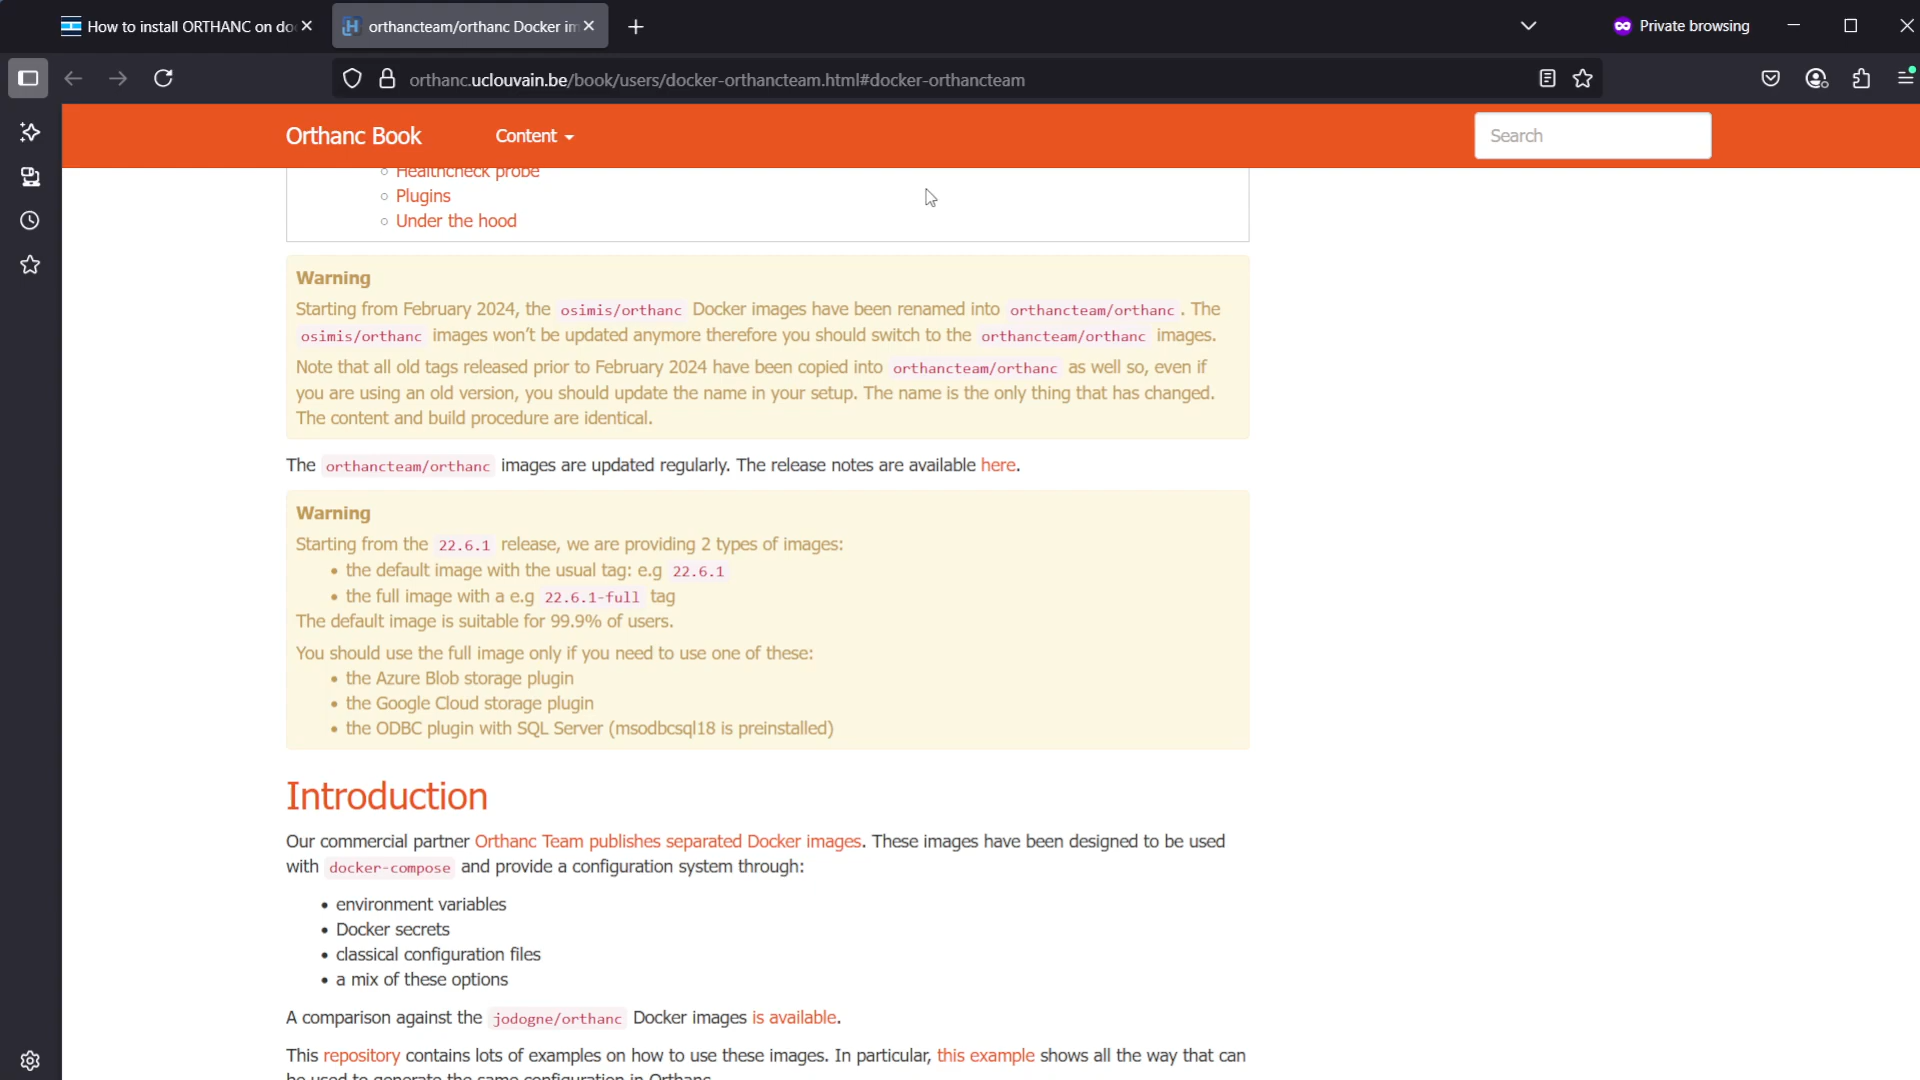 How to install ORTHANC on do
orthancteam/orthanc Docker im
Private browsing
orthanc.uclouvain.be/book/users/docker-orthancteam.html#docker-orthancteam
Orthanc Book
Content
Search
Healthcheck probe
Plugins
Under the hood
Warning
Starting from February 2024, the osimis/orthanc Docker images have been renamed into orthancteam/orthanc . The
osimis/orthanc images won’t be updated anymore therefore you should switch to the orthancteam/orthanc images.
Note that all old tags released prior to February 2024 have been copied into orthancteam/orthanc as well so, even if
you are using an old version, you should update the name in your setup. The name is the only thing that has changed.
The content and build procedure are identical.
The orthancteam/orthanc images are updated regularly. The release notes are available here.
Warning
Starting from the 22.6.1 release, we are providing 2 types of images:
• the default image with the usual tag: e.g 22.6.1
• the full image with a e.g 22.6.1-full tag
The default image is suitable for 99.9% of users.
You should use the full image only if you need to use one of these:
• the Azure Blob storage plugin
• the Google Cloud storage plugin
• the ODBC plugin with SQL Server (msodbcsql18 is preinstalled)
Introduction
Our commercial partner Orthanc Team publishes separated Docker images. These images have been designed to be used
with docker-compose and provide a configuration system through:
• environment variables
• Docker secrets
• classical configuration files
• a mix of these options
A comparison against the jodogne/orthanc Docker images is available.
This repository contains lots of examples on how to use these images. In particular, this example shows all the way that can
be used to generate the same configuration in Orthanc.